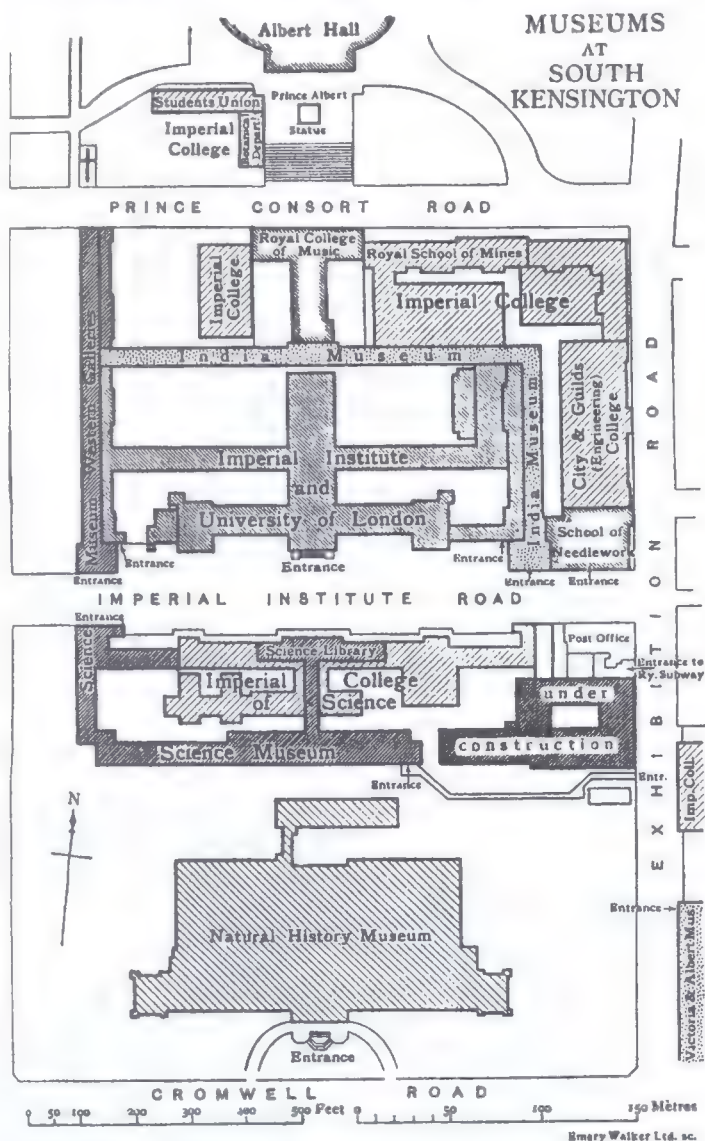 MUSEUMS
AT
SOUTH
KENSINGTON
Albert Hall
Students Union
Prince Albert
Statue
Imperial
College
Botanical
Depart.
PRINCE CONSORT ROAD
Royal College
of Music
Royal School of Mines
Imperial
College
Imperial College
India Museum
Museum Western Galleries
India Museum
City & Guilds
(Engineering)
College
Imperial Institute
and
University of London
School of
Needlework
Entrance
Entrance
Entrance
Entrance
Entrance
Entrance
IMPERIAL INSTITUTE ROAD
EXHIBITION ROAD
Entrance
Science
Science Library
Post Office
Entrance to
Ry. Subway
Imperial College
of Science
under
construction
Science Museum
Entrance
Entr.
Imp. Coll.
N
Entrance
Natural History Museum
Victoria & Albert Mus.
Entrance
CROMWELL ROAD
0 50 100 200 300 400 500 Feet
0 50 100 150 Mètres
Emery Walker Ltd. sc.